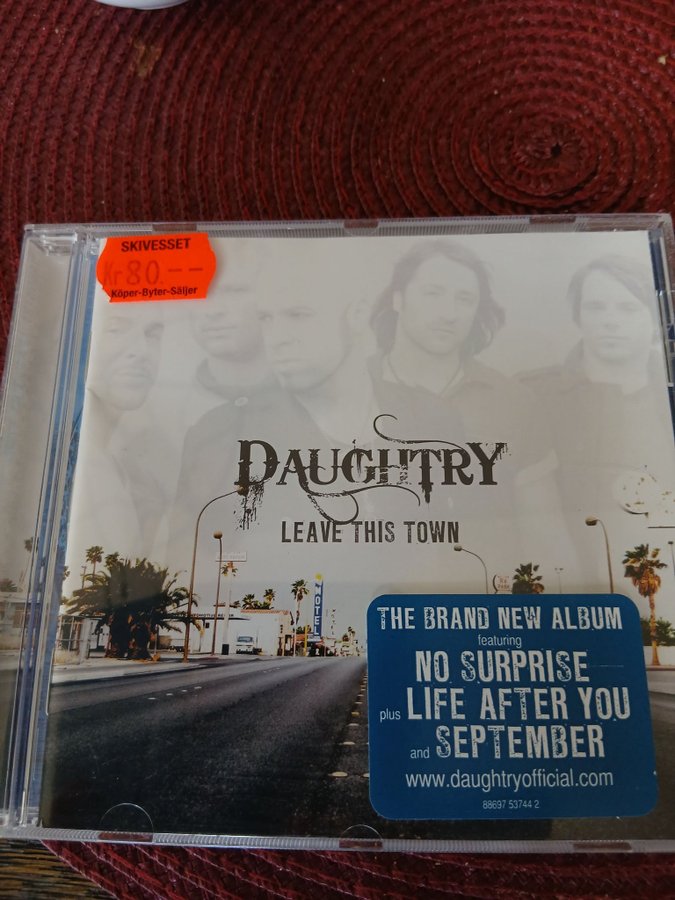 SKIVESSET
Kr 80.--
Köper-Byter-Säljer
DAUGHTRY
LEAVE THIS TOWN
MOTEL
THE BRAND NEW ALBUM
featuring
NO SURPRISE
plus LIFE AFTER YOU
and SEPTEMBER
www.daughtryofficial.com
88697 53744 2